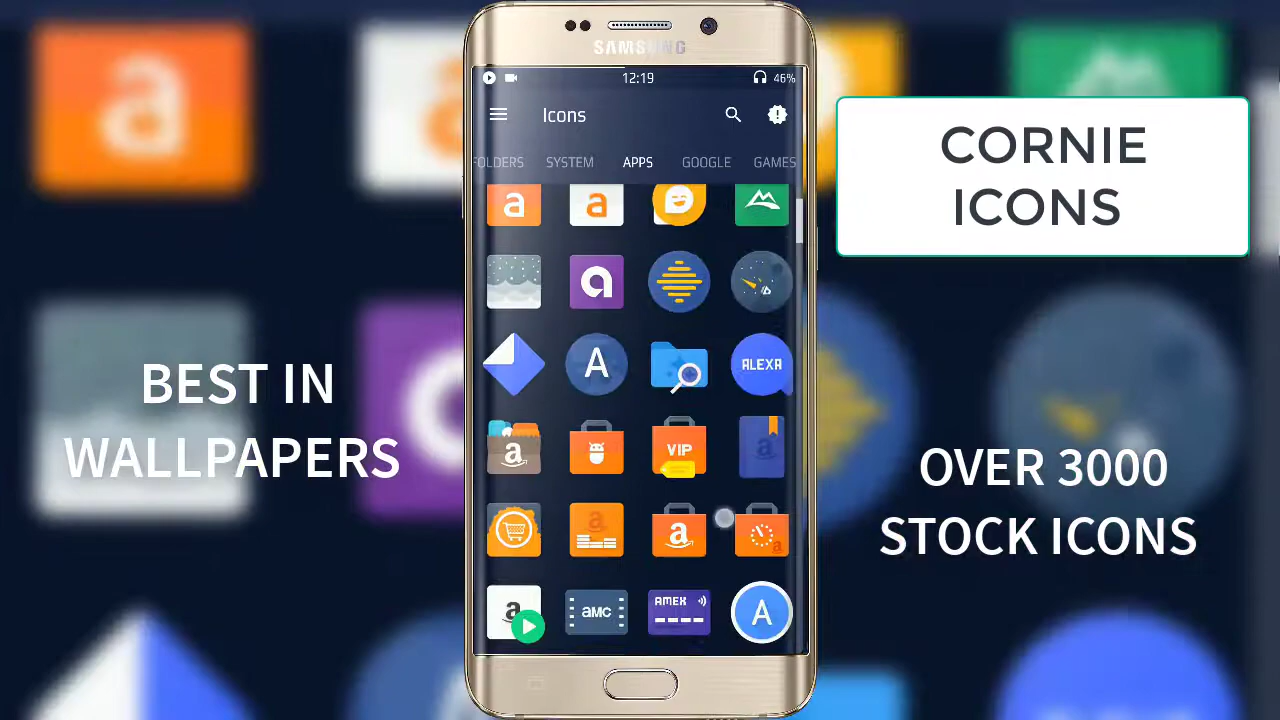 SAMSUNG
12:19
46%
Icons
FOLDERS SYSTEM APPS GOOGLE GAMES
a a
a
A ALEXA
a VIP
a a a
a aMC AMEX A
CORNIE
ICONS
BEST IN
WALLPAPERS
OVER 3000
STOCK ICONS